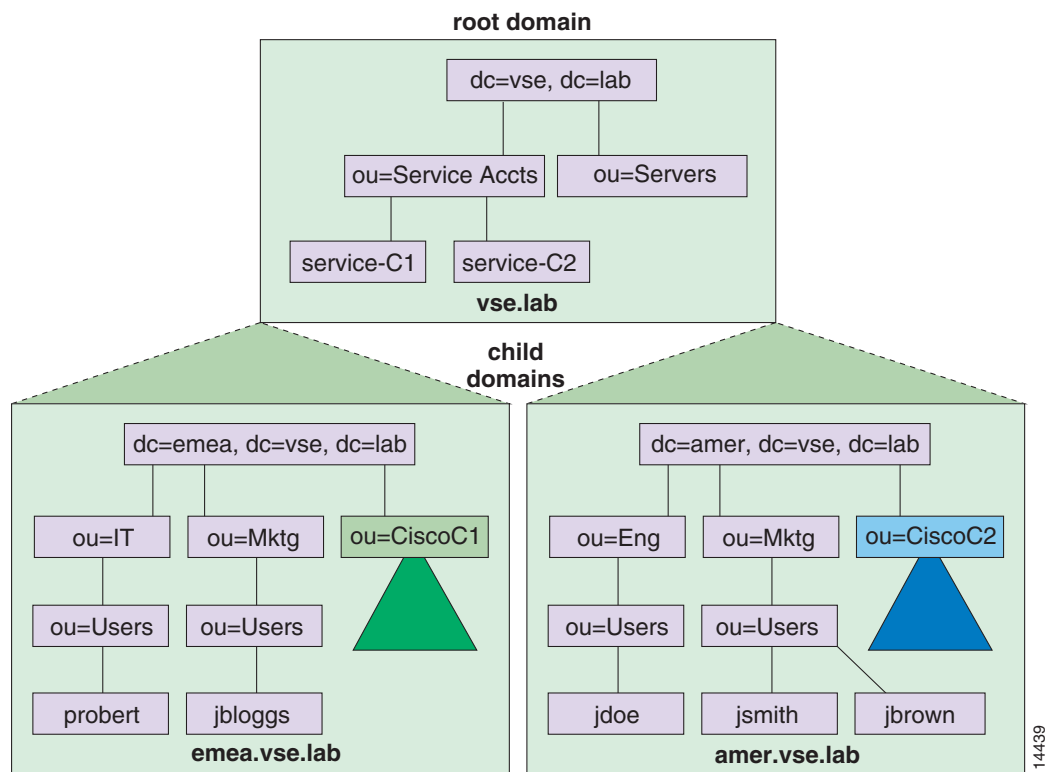 root domain
dc=vse, dc=lab
ou=Service Accts
ou=Servers
service-C1
service-C2
vse.lab
child
domains
dc=emea, dc=vse, dc=lab
ou=IT
ou=Mktg
ou=CiscoC1
ou=Users
ou=Users
probert
jbloggs
emea.vse.lab
dc=amer, dc=vse, dc=lab
ou=Eng
ou=Mktg
ou=CiscoC2
ou=Users
ou=Users
jdoe
jsmith
jbrown
amer.vse.lab
14439